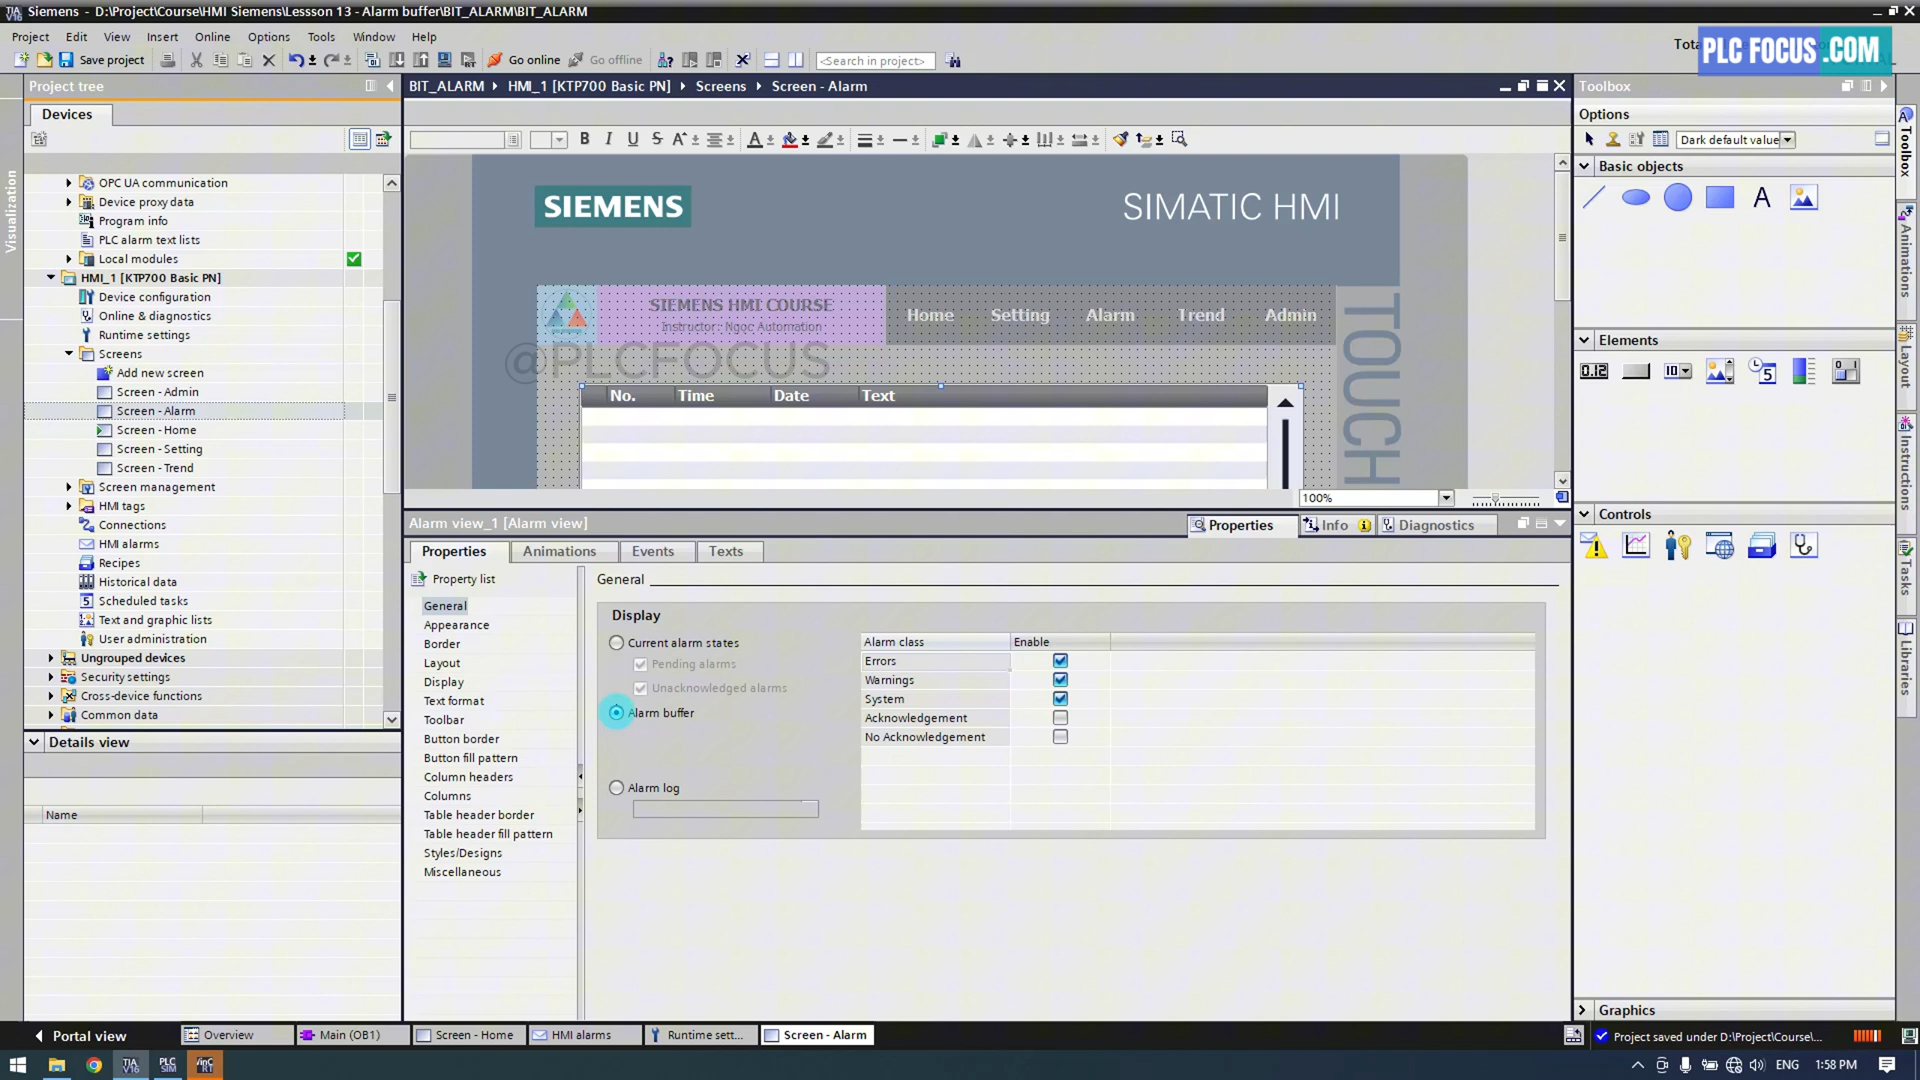 Siemens - D:\Project\Course\HMI Siemens\Lessson 13 - Alarm buffer\BIT_ALARM\BIT_ALARM
Project Edit View Insert Online Options Tools Window Help
PLC FOCUS .COM
Save project
Go online
Go offline
<Search in project>
Project tree
Devices
Visualization
OPC UA communication
Device proxy data
Program info
PLC alarm text lists
Local modules
HMI_1 [KTP700 Basic PN]
Device configuration
Online & diagnostics
Runtime settings
Screens
Add new screen
Screen - Admin
Screen - Alarm
Screen - Home
Screen - Setting
Screen - Trend
Screen management
HMI tags
Connections
HMI alarms
Recipes
Historical data
Scheduled tasks
Text and graphic lists
User administration
Ungrouped devices
Security settings
Cross-device functions
Common data
Details view
Name
BIT_ALARM HMI_1 [KTP700 Basic PN] Screens Screen - Alarm
B I U S A
SIEMENS
SIMATIC HMI
SIEMENS HMI COURSE
Instructor: Ngoc Automation
Home Setting Alarm Trend Admin
@PLCFOCUS
TOUCH
No. Time Date Text
100%
Alarm view_1 [Alarm view]
Properties Info Diagnostics
Properties Animations Events Texts
Property list
General
Appearance
Border
Layout
Display
Text format
Toolbar
Button border
Button fill pattern
Column headers
Columns
Table header border
Table header fill pattern
Styles/Designs
Miscellaneous
General
Display
Current alarm states
Pending alarms
Unacknowledged alarms
Alarm buffer
Alarm log
Alarm class Enable
Errors
Warnings
System
Acknowledgement
No Acknowledgement
Toolbox
Options
Dark default value
Basic objects
A
Elements
0.12
10
5
Controls
Graphics
Toolbox
Animations
Layout
Instructions
Tasks
Libraries
Portal view
Overview
Main (OB1)
Screen - Home
HMI alarms
Runtime sett...
Screen - Alarm
Project saved under D:\Project\Course\...
ENG
1:58 PM